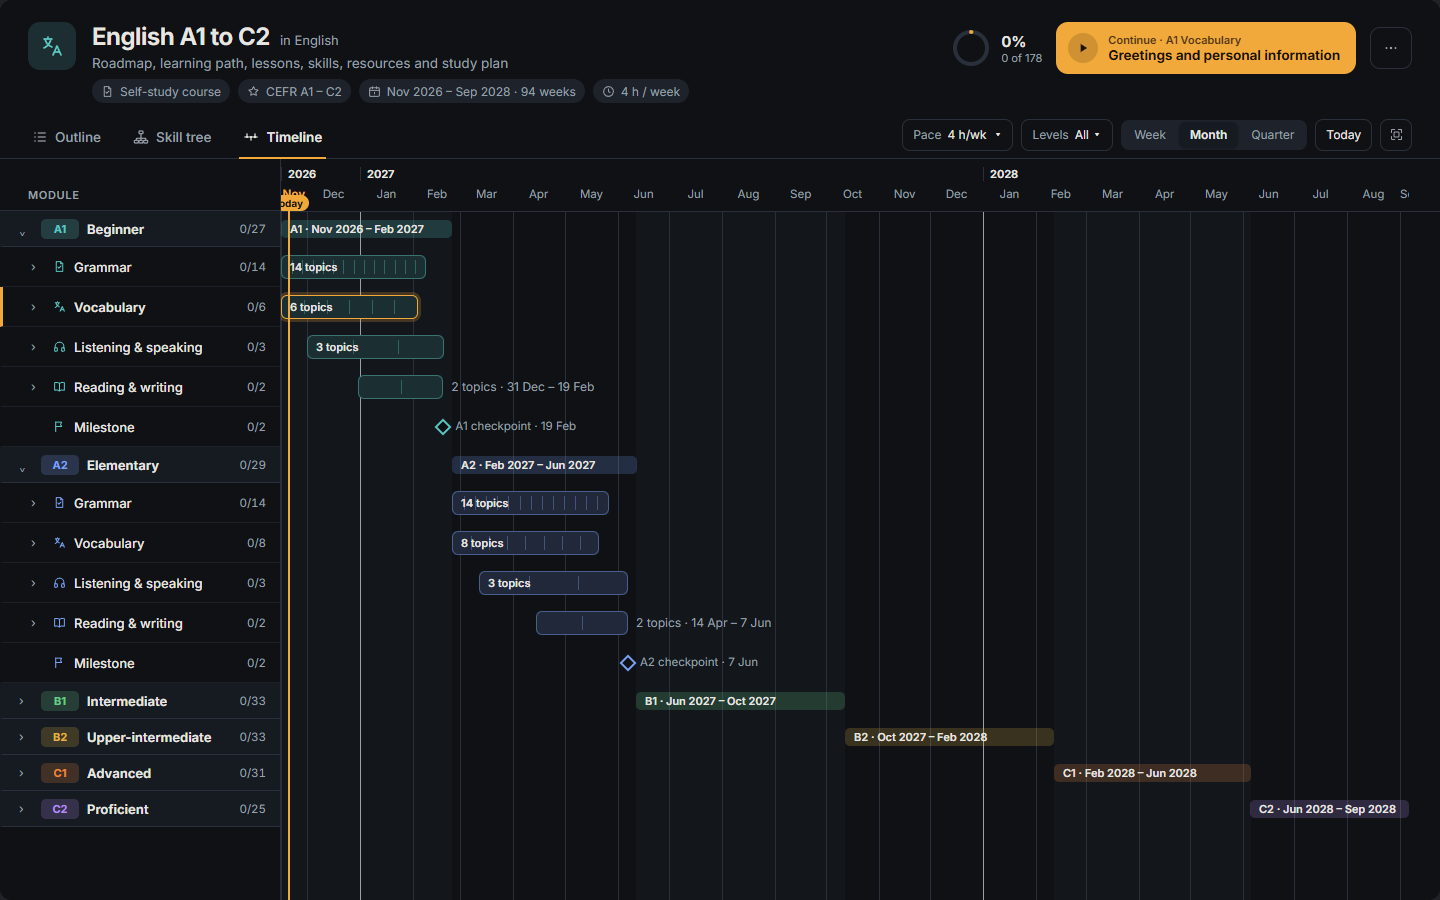 English A1 to C2 in English
Roadmap, learning path, lessons, skills, resources and study plan
Self-study course
CEFR A1 – C2
Nov 2026 – Sep 2028 · 94 weeks
4 h / week
0%
0 of 178
Continue · A1 Vocabulary
Greetings and personal information
Outline
Skill tree
Timeline
Pace 4 h/wk
Levels All
Week
Month
Quarter
Today
MODULE
2026 2027 2028
Nov Dec Jan Feb Mar Apr May Jun Jul Aug Sep Oct Nov Dec Jan Feb Mar Apr May Jun Jul Aug S
oday
A1 Beginner 0/27
A1 · Nov 2026 – Feb 2027
Grammar 0/14
14 topics
Vocabulary 0/6
6 topics
Listening & speaking 0/3
3 topics
Reading & writing 0/2
2 topics · 31 Dec – 19 Feb
Milestone 0/2
A1 checkpoint · 19 Feb
A2 Elementary 0/29
A2 · Feb 2027 – Jun 2027
Grammar 0/14
14 topics
Vocabulary 0/8
8 topics
Listening & speaking 0/3
3 topics
Reading & writing 0/2
2 topics · 14 Apr – 7 Jun
Milestone 0/2
A2 checkpoint · 7 Jun
B1 Intermediate 0/33
B1 · Jun 2027 – Oct 2027
B2 Upper-intermediate 0/33
B2 · Oct 2027 – Feb 2028
C1 Advanced 0/31
C1 · Feb 2028 – Jun 2028
C2 Proficient 0/25
C2 · Jun 2028 – Sep 2028